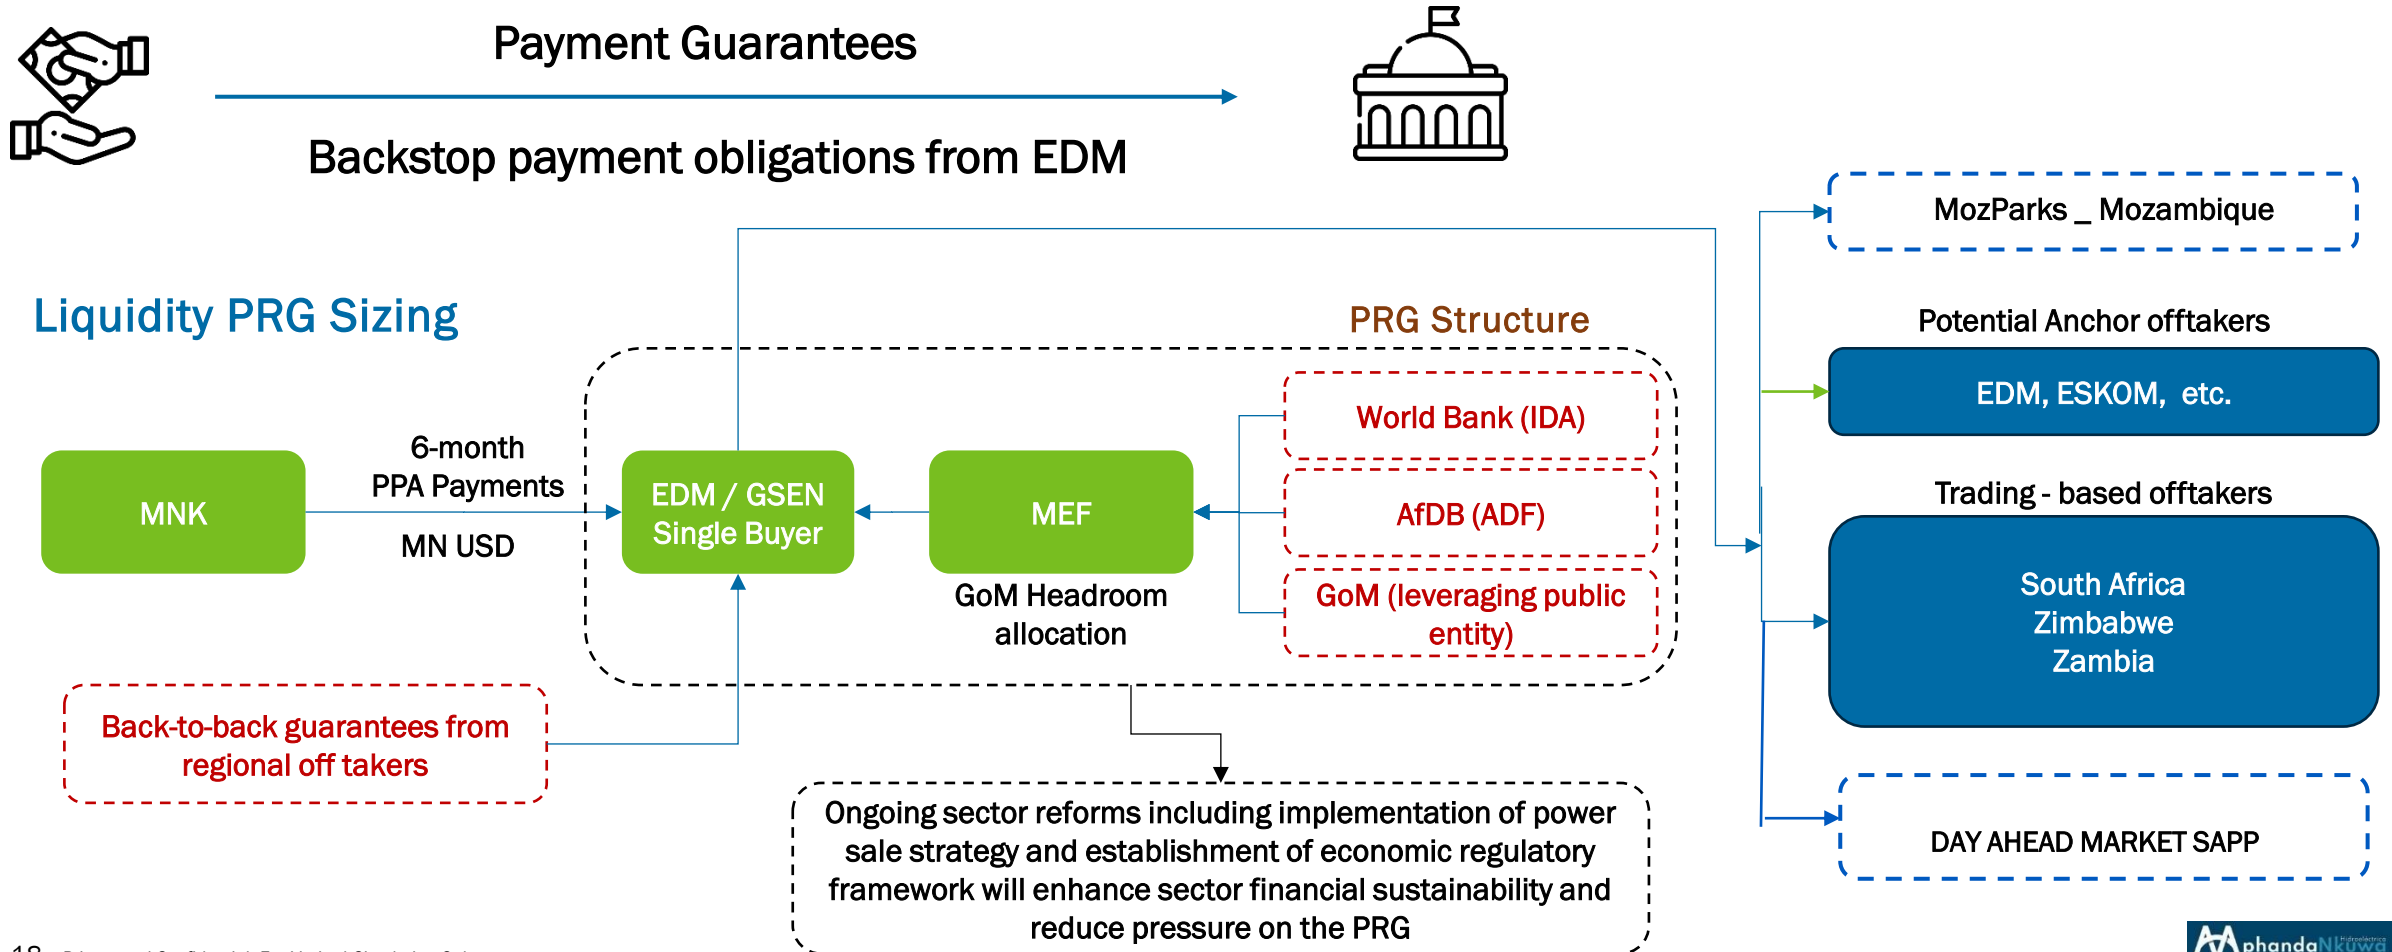 Payment Guarantees
Backstop payment obligations from EDM
MozParks _ Mozambique
Liquidity PRG Sizing
PRG Structure
Potential Anchor offtakers
EDM, ESKOM, etc.
World Bank (IDA)
6-month
PPA Payments
MN USD
MNK
EDM / GSEN
Single Buyer
MEF
AfDB (ADF)
Trading - based offtakers
GoM Headroom
allocation
GoM (leveraging public
entity)
South Africa
Zimbabwe
Zambia
Back-to-back guarantees from
regional off takers
Ongoing sector reforms including implementation of power
sale strategy and establishment of economic regulatory
framework will enhance sector financial sustainability and
reduce pressure on the PRG
DAY AHEAD MARKET SAPP
Hidroeléctrica
phandaNkuwa